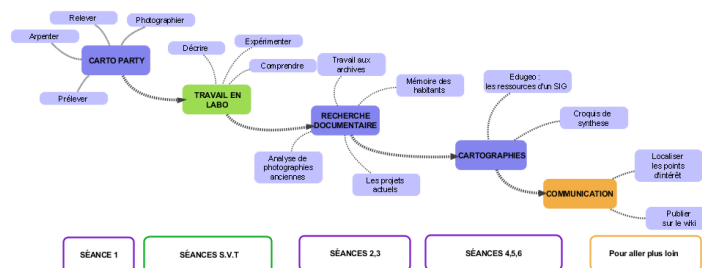 Relever
Photographier
Arpenter
CARTO PARTY
Prélever
Décrire
Expérimenter
Comprendre
TRAVAIL EN
LABO
Travail aux
archives
Mémoire des
habitants
RECHERCHE
DOCUMENTAIRE
Analyse de
photographies
anciennes
Les projets
actuels
Edugeo :
les ressources d'un SIG
Croquis de
synthese
CARTOGRAPHIES
Localiser
les points
d'intérêt
COMMUNICATION
Publier
sur le wiki
SÉANCE 1
SÉANCES S.V.T
SÉANCES 2,3
SÉANCES 4,5,6
Pour aller plus loin